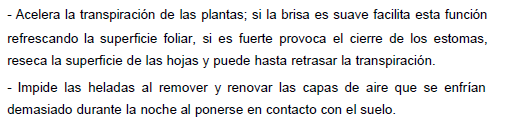 - Acelera la transpiración de las plantas; si la brisa es suave facilita esta función
refrescando la superficie foliar, si es fuerte provoca el cierre de los estomas,
reseca la superficie de las hojas y puede hasta retrasar la transpiración.
- Impide las heladas al remover y renovar las capas de aire que se enfrían
demasiado durante la noche al ponerse en contacto con el suelo.